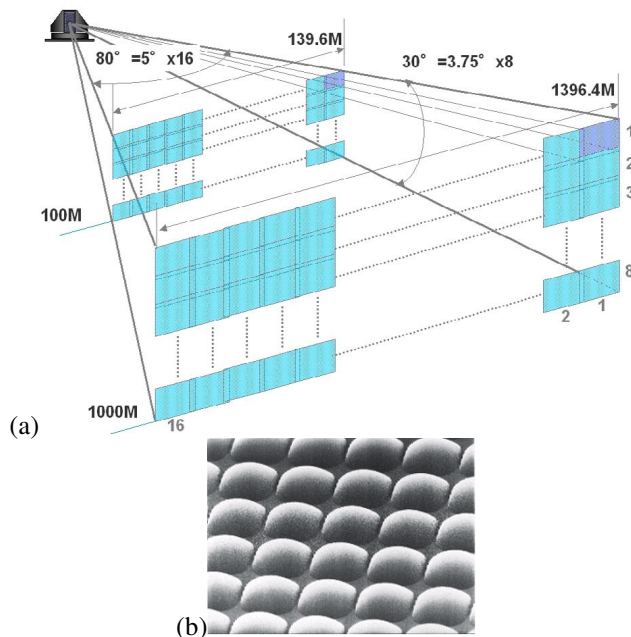 139.6M
80° =5° x16
30° =3.75° x8
1396.4M
1
2
3
8
2 1
16
100M
1000M
(a)
(b)